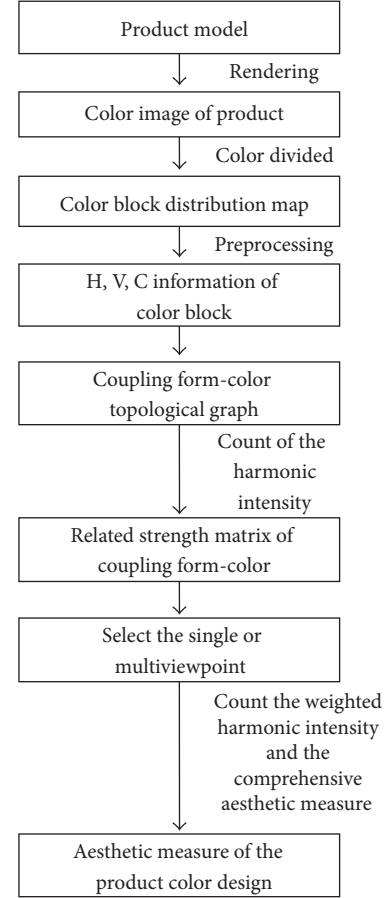 Product model
Rendering
Color image of product
Color divided
Color block distribution map
Preprocessing
H, V, C information of
color block
Coupling form-color
topological graph
Count of the
harmonic
intensity
Related strength matrix of
coupling form-color
Select the single or
multiviewpoint
Count the weighted
harmonic intensity
and the
comprehensive
aesthetic measure
Aesthetic measure of the
product color design